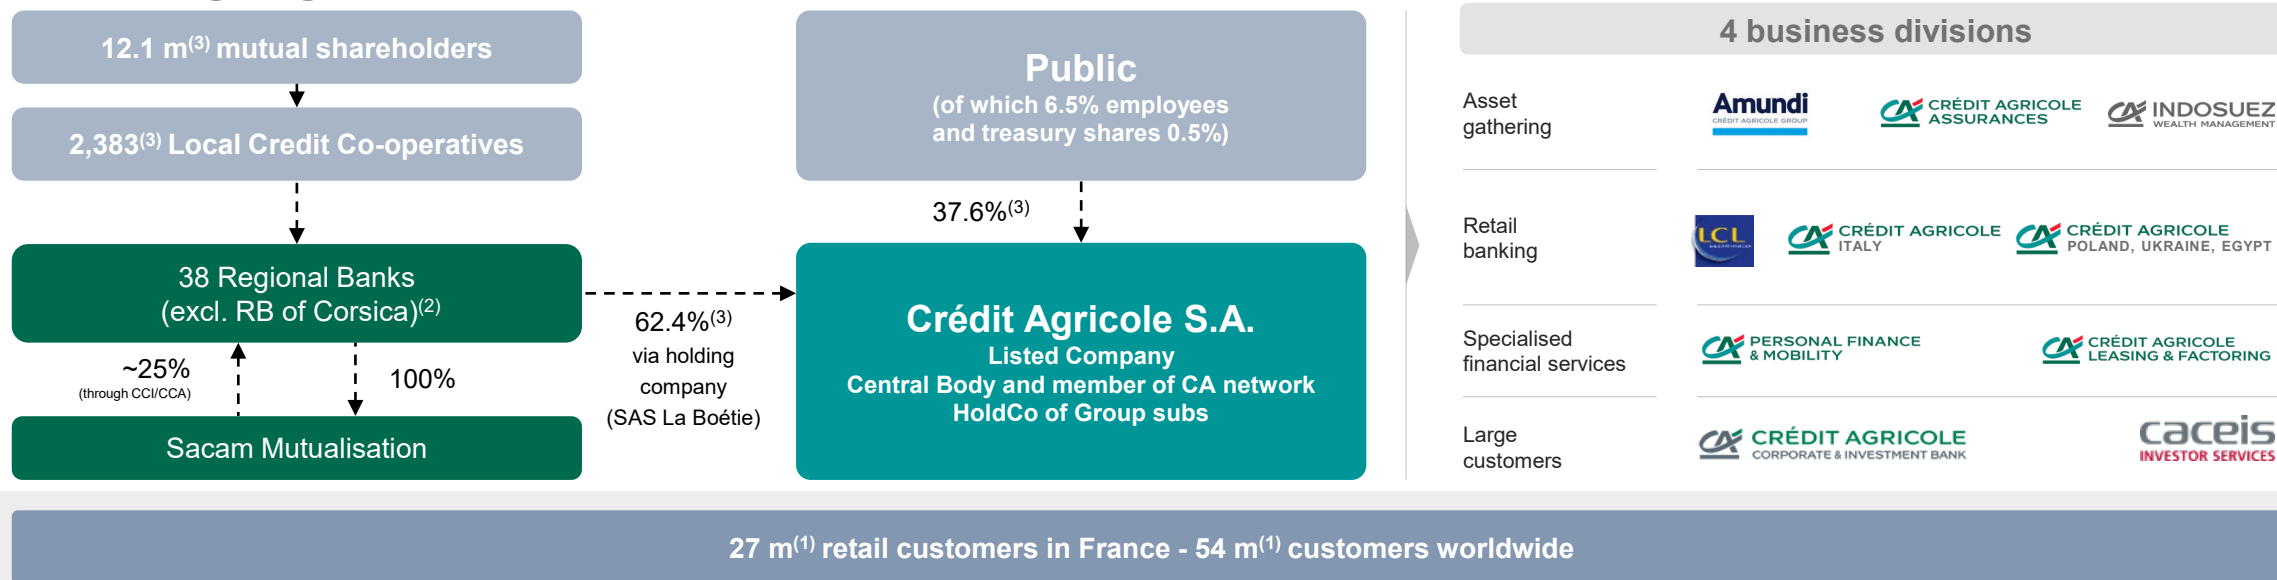 12.1 m(3) mutual shareholders
2,383(3) Local Credit Co-operatives
38 Regional Banks
(excl. RB of Corsica)(2)
~25%
(through CCI/CCA)
100%
Sacam Mutualisation
62.4%(3)
via holding
company
(SAS La Boétie)
Public
(of which 6.5% employees
and treasury shares 0.5%)
37.6%(3)
Crédit Agricole S.A.
Listed Company
Central Body and member of CA network
HoldCo of Group subs
4 business divisions
Asset
gathering
Amundi
CRÉDIT AGRICOLE GROUP
CRÉDIT AGRICOLE
ASSURANCES
INDOSUEZ
WEALTH MANAGEMENT
Retail
banking
LCL
CRÉDIT AGRICOLE
ITALY
CRÉDIT AGRICOLE
POLAND, UKRAINE, EGYPT
Specialised
financial services
PERSONAL FINANCE
& MOBILITY
CRÉDIT AGRICOLE
LEASING & FACTORING
Large
customers
CRÉDIT AGRICOLE
CORPORATE & INVESTMENT BANK
caceis
INVESTOR SERVICES
27 m(1) retail customers in France - 54 m(1) customers worldwide